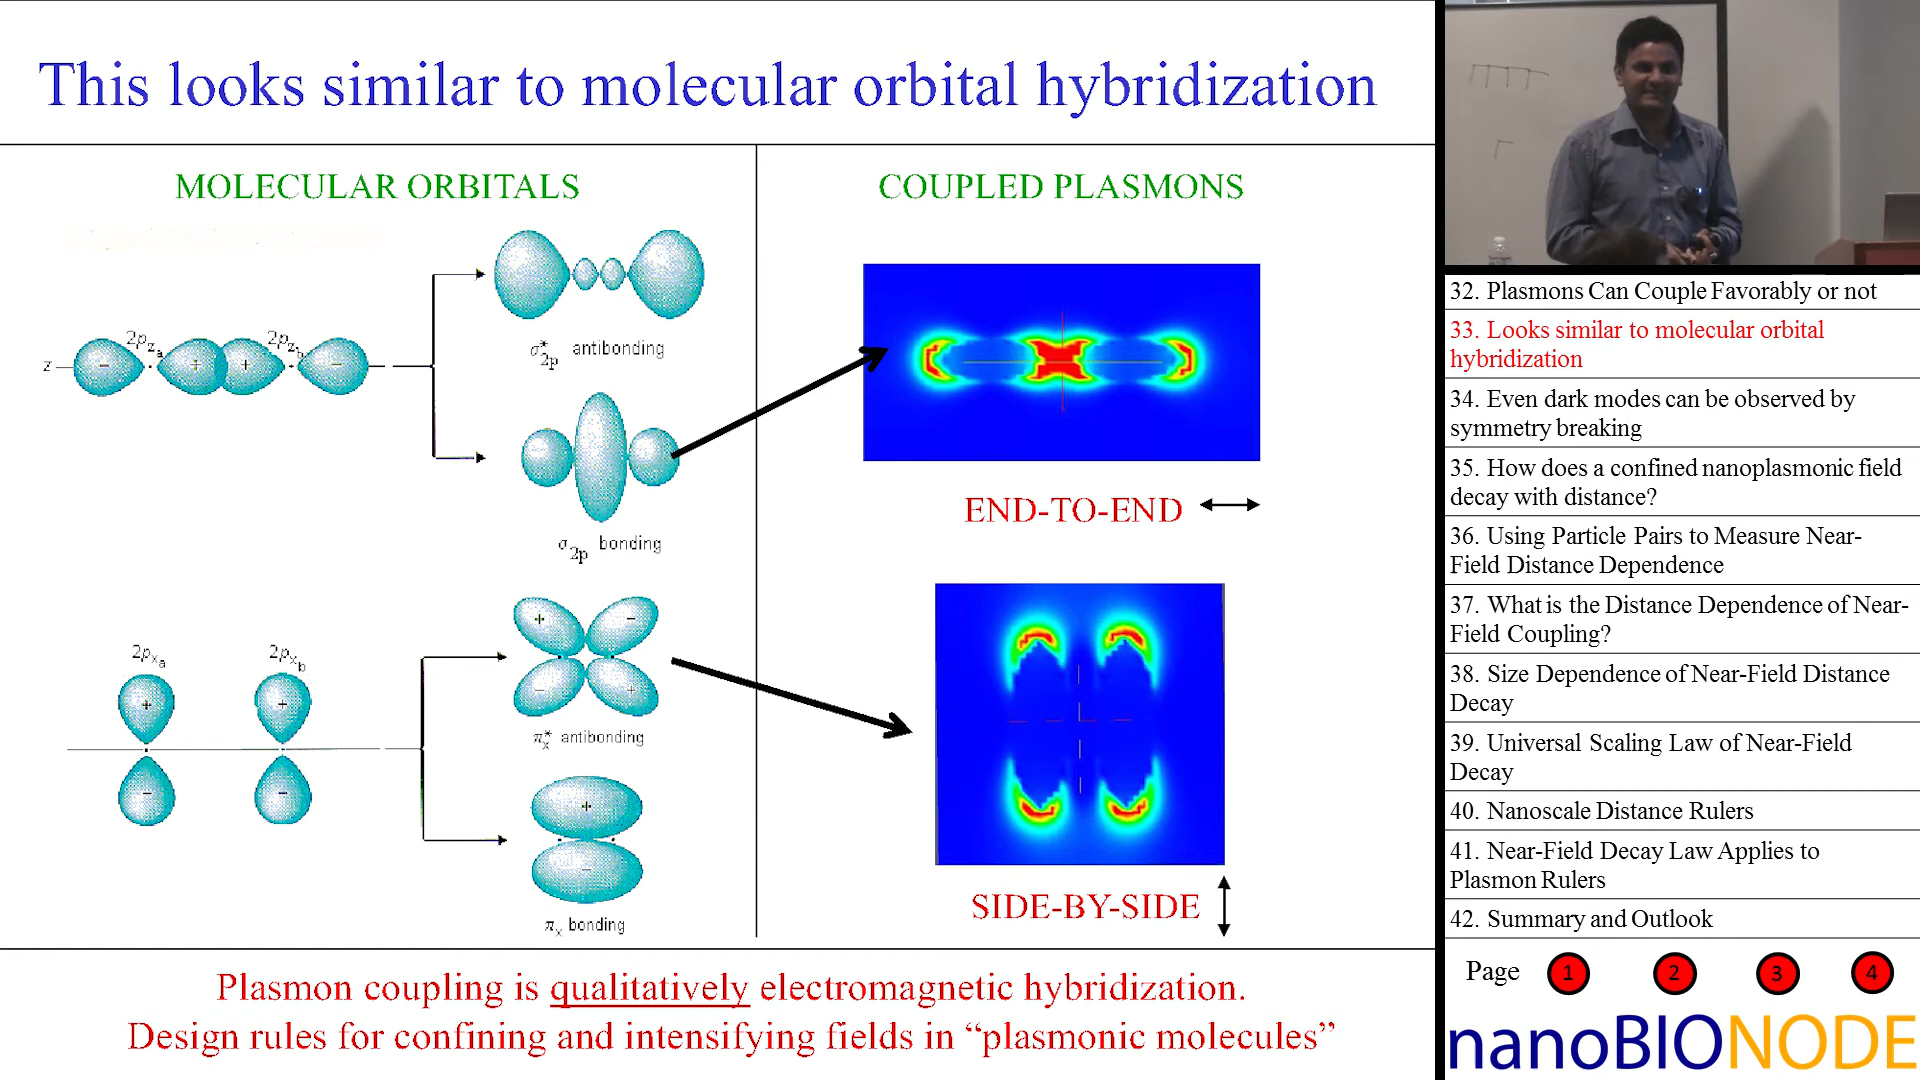 This looks similar to molecular orbital hybridization
MOLECULAR ORBITALS
COUPLED PLASMONS
2pza
2pzb
z
− + + −
σ*2p antibonding
σ2p bonding
END-TO-END
2pxa
2pxb
+ +
− −
+ −
− +
πx* antibonding
+
−
πx bonding
SIDE-BY-SIDE
Plasmon coupling is qualitatively electromagnetic hybridization.
Design rules for confining and intensifying fields in “plasmonic molecules”
32. Plasmons Can Couple Favorably or not
33. Looks similar to molecular orbital
hybridization
34. Even dark modes can be observed by
symmetry breaking
35. How does a confined nanoplasmonic field
decay with distance?
36. Using Particle Pairs to Measure Near-
Field Distance Dependence
37. What is the Distance Dependence of Near-
Field Coupling?
38. Size Dependence of Near-Field Distance
Decay
39. Universal Scaling Law of Near-Field
Decay
40. Nanoscale Distance Rulers
41. Near-Field Decay Law Applies to
Plasmon Rulers
42. Summary and Outlook
Page 1 2 3 4
nanoBIONODE